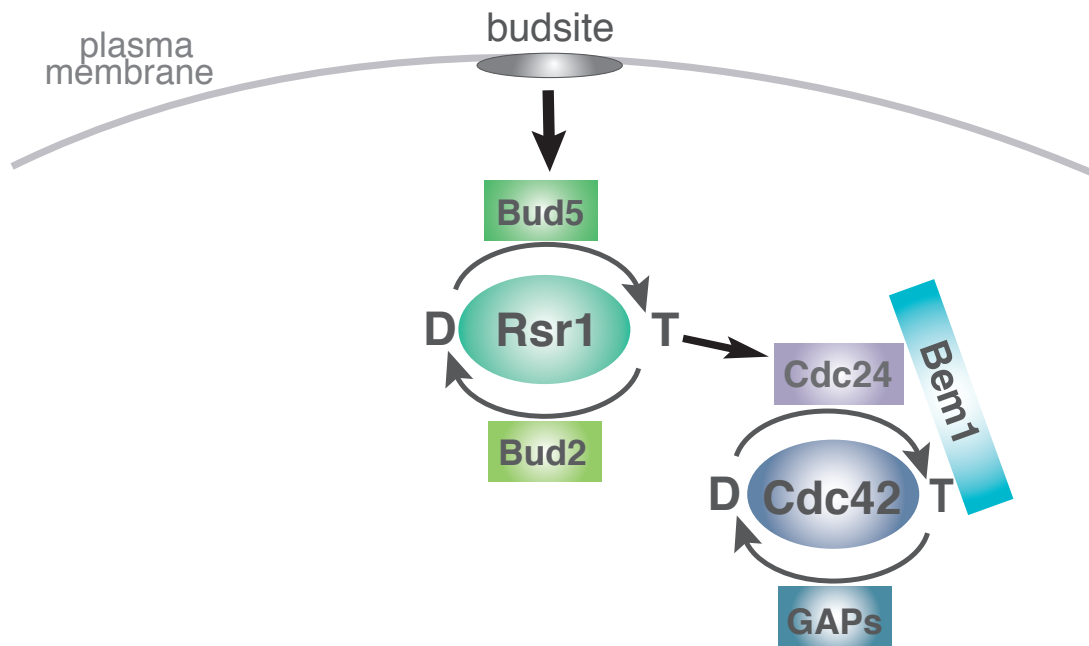 budsite
plasma
membrane
Bud5
D
Rsr1
T
Bud2
Cdc24
Bem1
D
Cdc42
T
GAPs